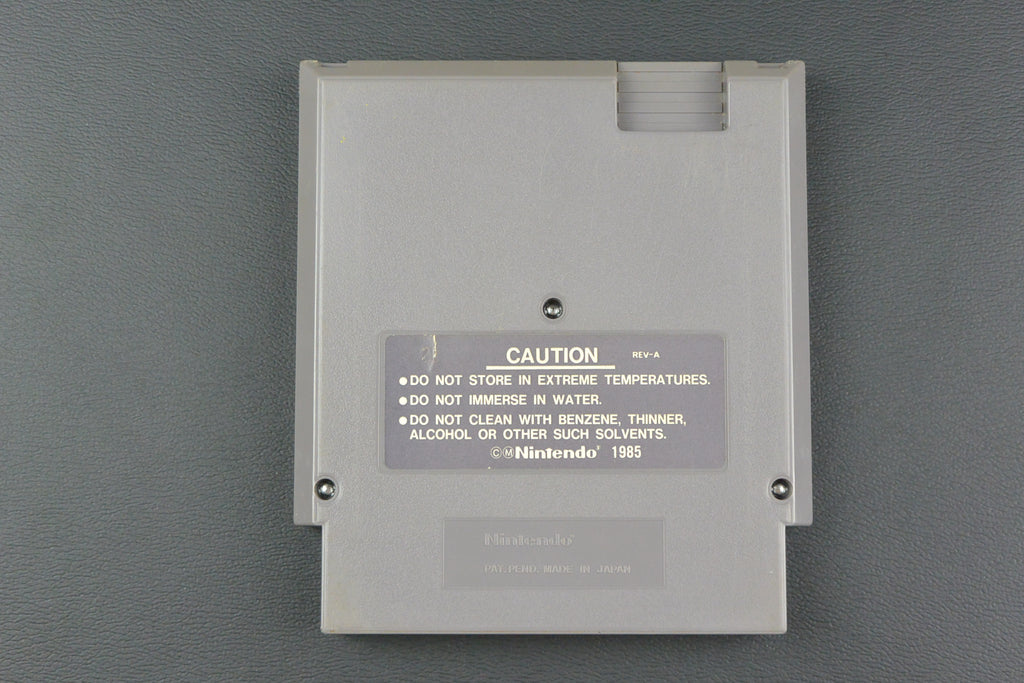 CAUTION REV-A
●DO NOT STORE IN EXTREME TEMPERATURES.
●DO NOT IMMERSE IN WATER.
●DO NOT CLEAN WITH BENZENE, THINNER,
ALCOHOL OR OTHER SUCH SOLVENTS.
©ⓂNintendo® 1985
Nintendo®
PAT. PEND. MADE IN JAPAN